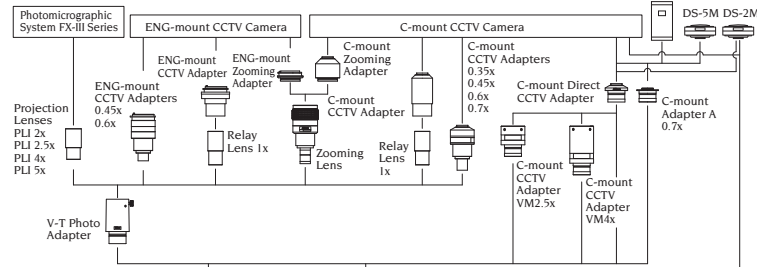 Photomicrographic
System FX-III Series
ENG-mount CCTV Camera
C-mount CCTV Camera
DS-5M
DS-2M
ENG-mount
CCTV Adapters
0.45x
0.6x
ENG-mount
CCTV Adapter
ENG-mount
Zooming
Adapter
C-mount
Zooming
Adapter
C-mount
CCTV Adapter
C-mount
CCTV Adapters
0.35x
0.45x
0.6x
0.7x
C-mount Direct
CCTV Adapter
C-mount
Adapter A
0.7x
Projection
Lenses
PLI 2x
PLI 2.5x
PLI 4x
PLI 5x
Relay
Lens 1x
Zooming
Lens
Relay
Lens
1x
C-mount
CCTV
Adapter
VM2.5x
C-mount
CCTV
Adapter
VM4x
V-T Photo
Adapter